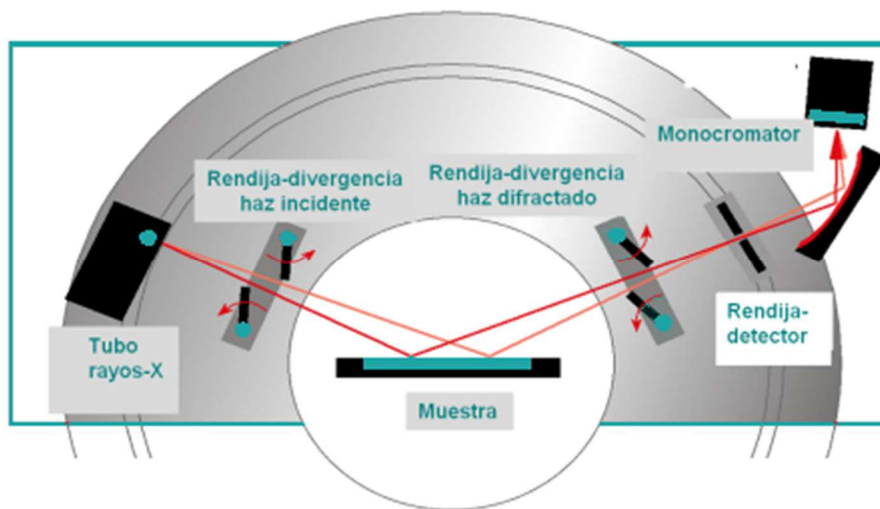 Monocromator
Rendija-divergencia
haz incidente
Rendija-divergencia
haz difractado
Tubo
rayos-X
Rendija-
detector
Muestra